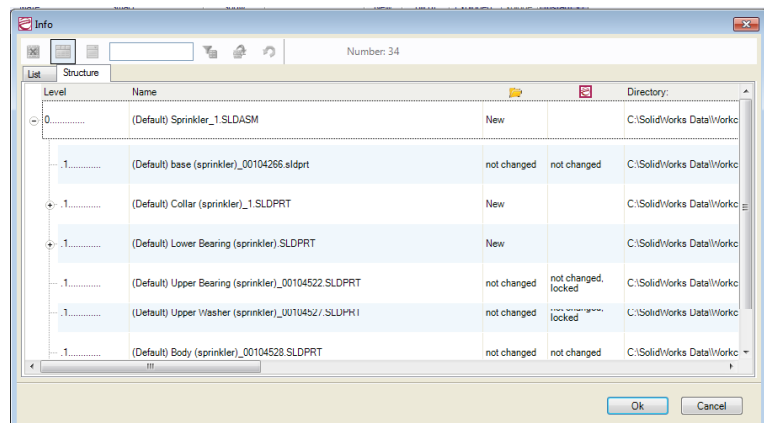 Info
Number: 34
List Structure
Level Name Directory:
0............. (Default) Sprinkler_1.SLDASM New C:\SolidWorks Data\Workc
.1............. (Default) base (sprinkler)_00104266.sldprt not changed not changed C:\SolidWorks Data\Workc
.1............. (Default) Collar (sprinkler)_1.SLDPRT New C:\SolidWorks Data\Workc
.1............. (Default) Lower Bearing (sprinkler).SLDPRT New C:\SolidWorks Data\Workc
.1............. (Default) Upper Bearing (sprinkler)_00104522.SLDPRT not changed not changed, locked C:\SolidWorks Data\Workc
.1............. (Default) Upper Washer (sprinkler)_00104527.SLDPRT not changed not changed, locked C:\SolidWorks Data\Workc
.1............. (Default) Body (sprinkler)_00104528.SLDPRT not changed not changed C:\SolidWorks Data\Workc
Ok Cancel